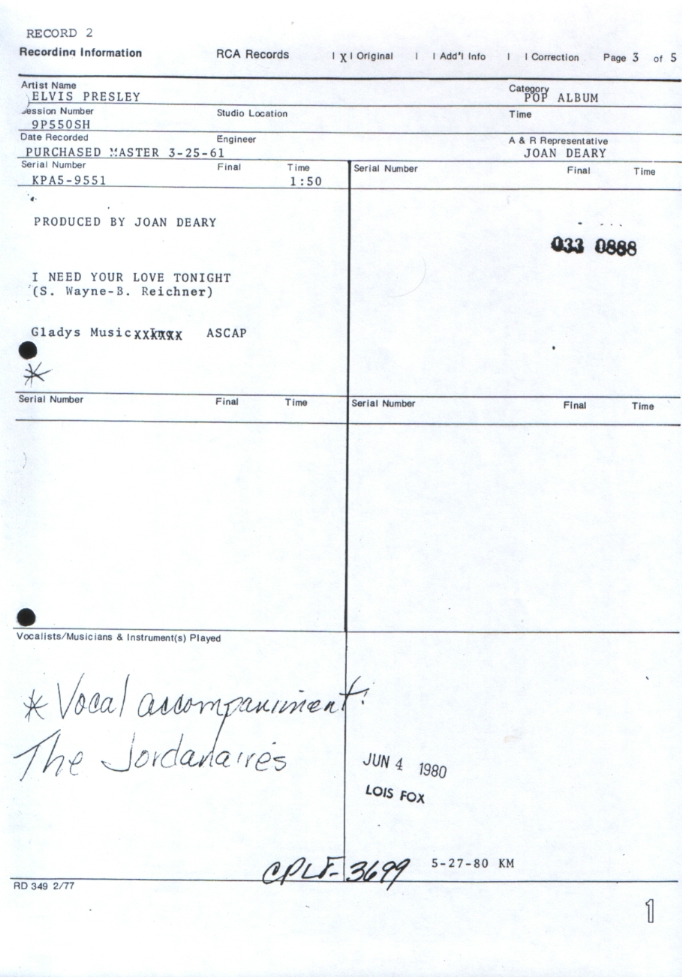 RECORD 2
Recording Information RCA Records | X | Original | | Add'l Info | | Correction Page 3 of 5
Artist Name Category
ELVIS PRESLEY POP ALBUM
Session Number Studio Location Time
9P550SH
Date Recorded Engineer A & R Representative
PURCHASED MASTER 3-25-61 JOAN DEARY
Serial Number Final Time Serial Number Final Time
KPA5-9551 1:50
PRODUCED BY JOAN DEARY
033 0888
I NEED YOUR LOVE TONIGHT
(S. Wayne-B. Reichner)
Gladys Music ASCAP
*
Serial Number Final Time Serial Number Final Time
Vocalists/Musicians & Instrument(s) Played
* Vocal accompaniment:
The Jordanaires
JUN 4 1980
LOIS FOX
5-27-80 KM
3699
RD 349 2/77
1